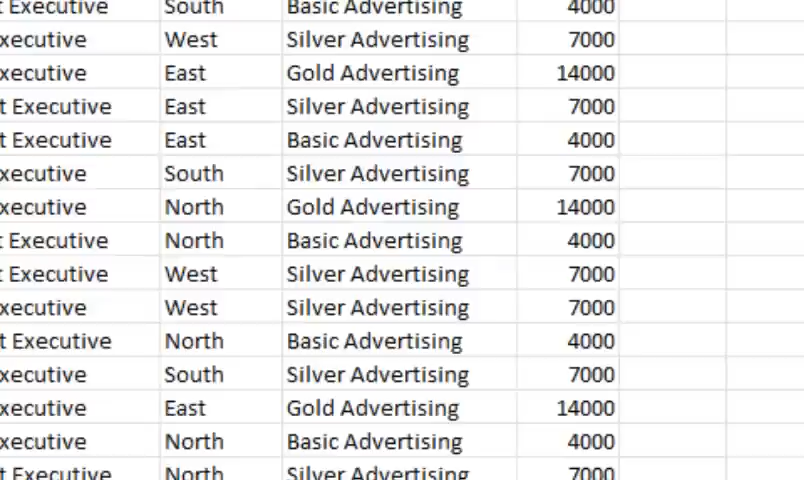 t Executive South Basic Advertising 4000
xecutive West Silver Advertising 7000
xecutive East Gold Advertising 14000
t Executive East Silver Advertising 7000
t Executive East Basic Advertising 4000
xecutive South Silver Advertising 7000
xecutive North Gold Advertising 14000
t Executive North Basic Advertising 4000
t Executive West Silver Advertising 7000
xecutive West Silver Advertising 7000
t Executive North Basic Advertising 4000
xecutive South Silver Advertising 7000
xecutive East Gold Advertising 14000
xecutive North Basic Advertising 4000
t Executive North Silver Advertising 7000